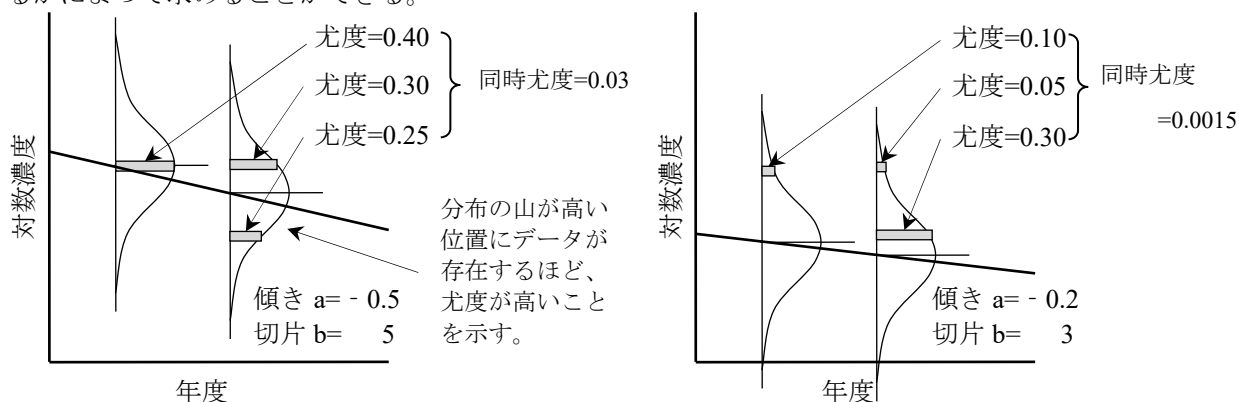 るかによって求めることができる。
尤度=0.40
尤度=0.30
尤度=0.25
同時尤度=0.03
対数濃度
分布の山が高い
位置にデータが
存在するほど、
尤度が高いこと
を示す。
傾き a=‐0.5
切片 b= 5
年度
尤度=0.10
尤度=0.05
尤度=0.30
同時尤度
=0.0015
対数濃度
傾き a=‐0.2
切片 b= 3
年度